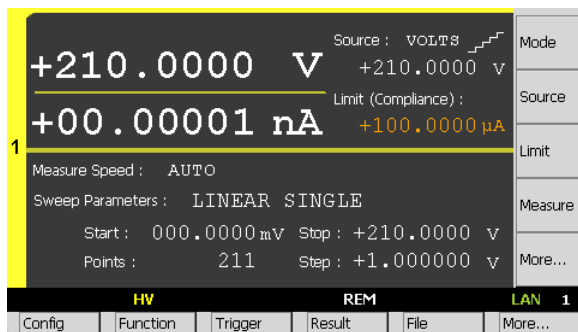 Source : VOLTS
+210.0000 V
+210.0000 V
Limit (Compliance) :
+00.00001 nA
+100.0000 µA
1
Measure Speed : AUTO
Sweep Parameters : LINEAR SINGLE
Start : 000.0000 mV Stop : +210.0000 V
Points : 211 Step : +1.000000 V
Mode
Source
Limit
Measure
More...
HV REM LAN 1
Config Function Trigger Result File More...